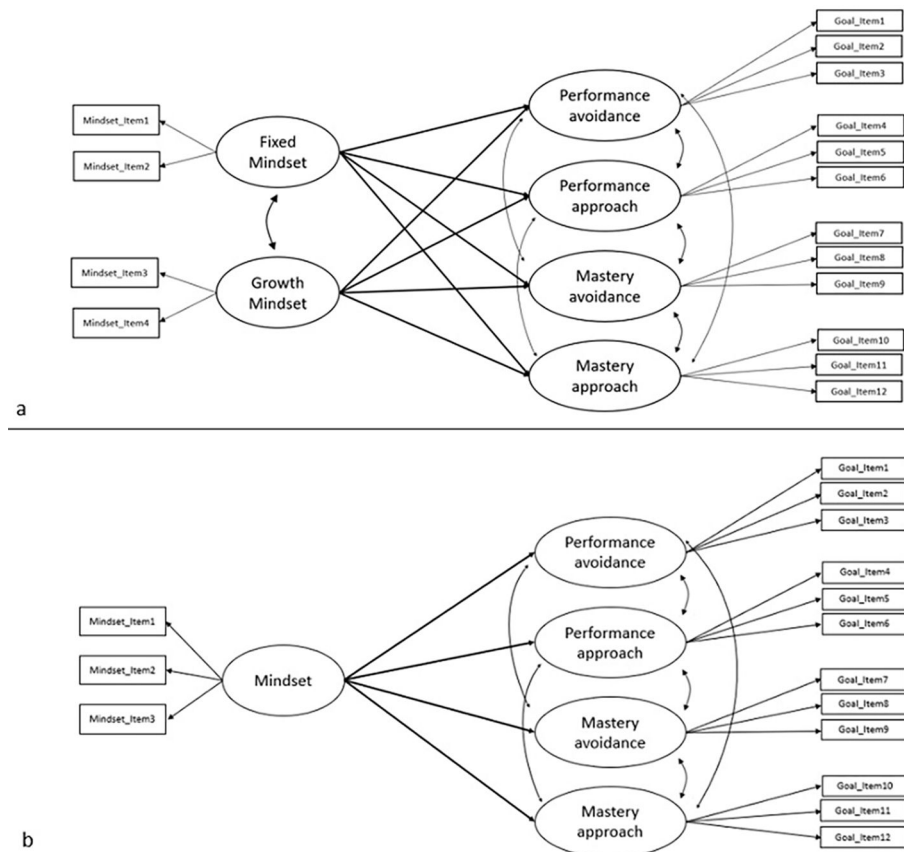 a
Mindset_Item1
Mindset_Item2
Mindset_Item3
Mindset_Item4
Fixed
Mindset
Growth
Mindset
Performance
avoidance
Performance
approach
Mastery
avoidance
Mastery
approach
Goal_Item1
Goal_Item2
Goal_Item3
Goal_Item4
Goal_Item5
Goal_Item6
Goal_Item7
Goal_Item8
Goal_Item9
Goal_Item10
Goal_Item11
Goal_Item12
b
Mindset_Item1
Mindset_Item2
Mindset_Item3
Mindset
Performance
avoidance
Performance
approach
Mastery
avoidance
Mastery
approach
Goal_Item1
Goal_Item2
Goal_Item3
Goal_Item4
Goal_Item5
Goal_Item6
Goal_Item7
Goal_Item8
Goal_Item9
Goal_Item10
Goal_Item11
Goal_Item12